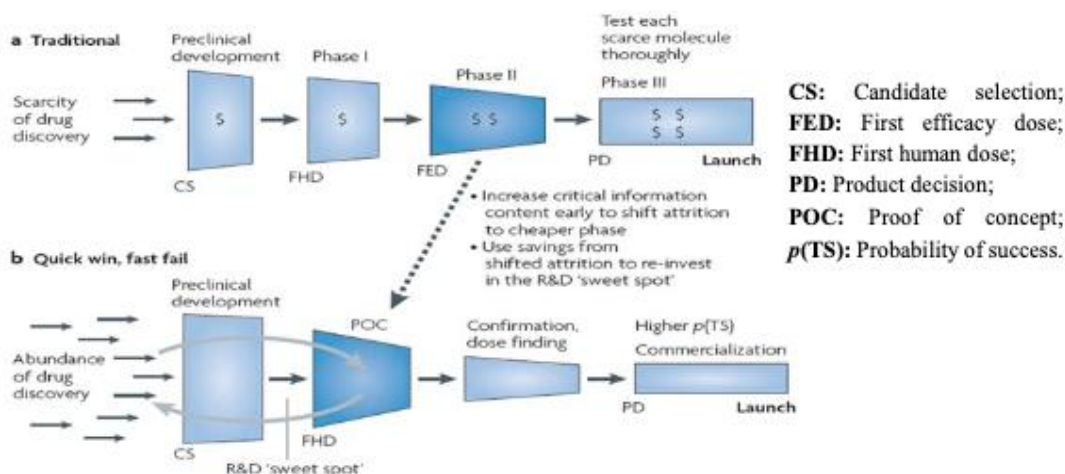 a Traditional
Preclinical
development
Phase I
Phase II
Test each
scarce molecule
thoroughly
Phase III
Scarcity
of drug
discovery
$
$
$ $
$ $
$ $
CS
FHD
FED
PD
Launch
• Increase critical information
content early to shift attrition
to cheaper phase
• Use savings from
shifted attrition to re-invest
in the R&D 'sweet spot'
b Quick win, fast fail
Preclinical
development
POC
Confirmation,
dose finding
Higher p(TS)
Commercialization
Abundance
of drug
discovery
CS
FHD
PD
Launch
R&D 'sweet spot'
CS: Candidate selection;
FED: First efficacy dose;
FHD: First human dose;
PD: Product decision;
POC: Proof of concept;
p(TS): Probability of success.